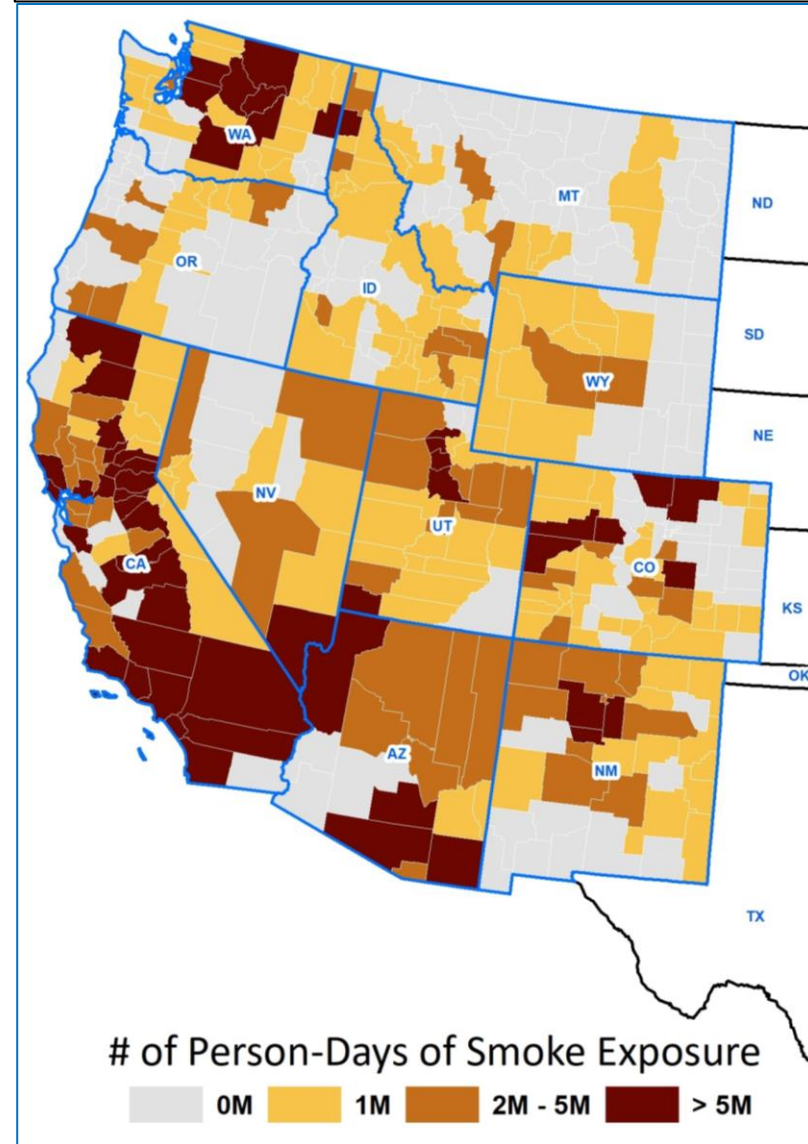 WA
MT
ND
OR
ID
SD
WY
NE
NV
UT
CO
CA
KS
OK
AZ
NM
TX
# of Person-Days of Smoke Exposure
0M 1M 2M - 5M > 5M